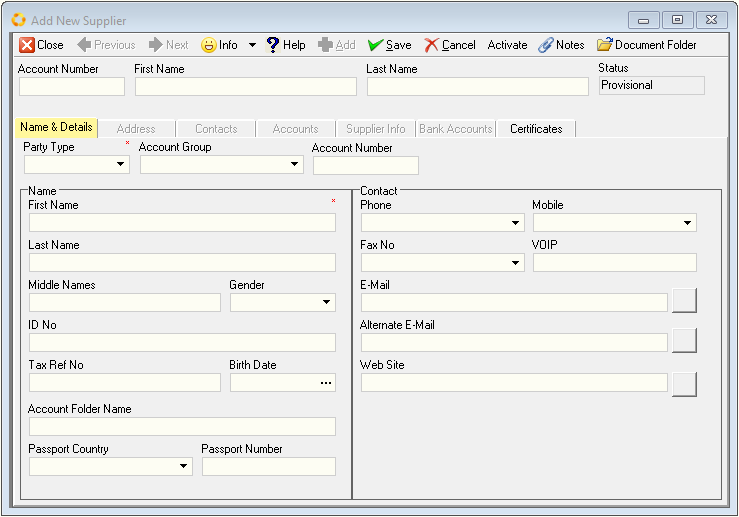 Add New Supplier
Close Previous Next Info ? Help Add Save Cancel Activate Notes Document Folder
Account Number First Name Last Name Status
Provisional
Name & Details Address Contacts Accounts Supplier Info Bank Accounts Certificates
Party Type * Account Group Account Number
Name Contact
First Name * Phone Mobile
Last Name Fax No VOIP
Middle Names Gender E-Mail
ID No Alternate E-Mail
Tax Ref No Birth Date ... Web Site
Account Folder Name
Passport Country Passport Number